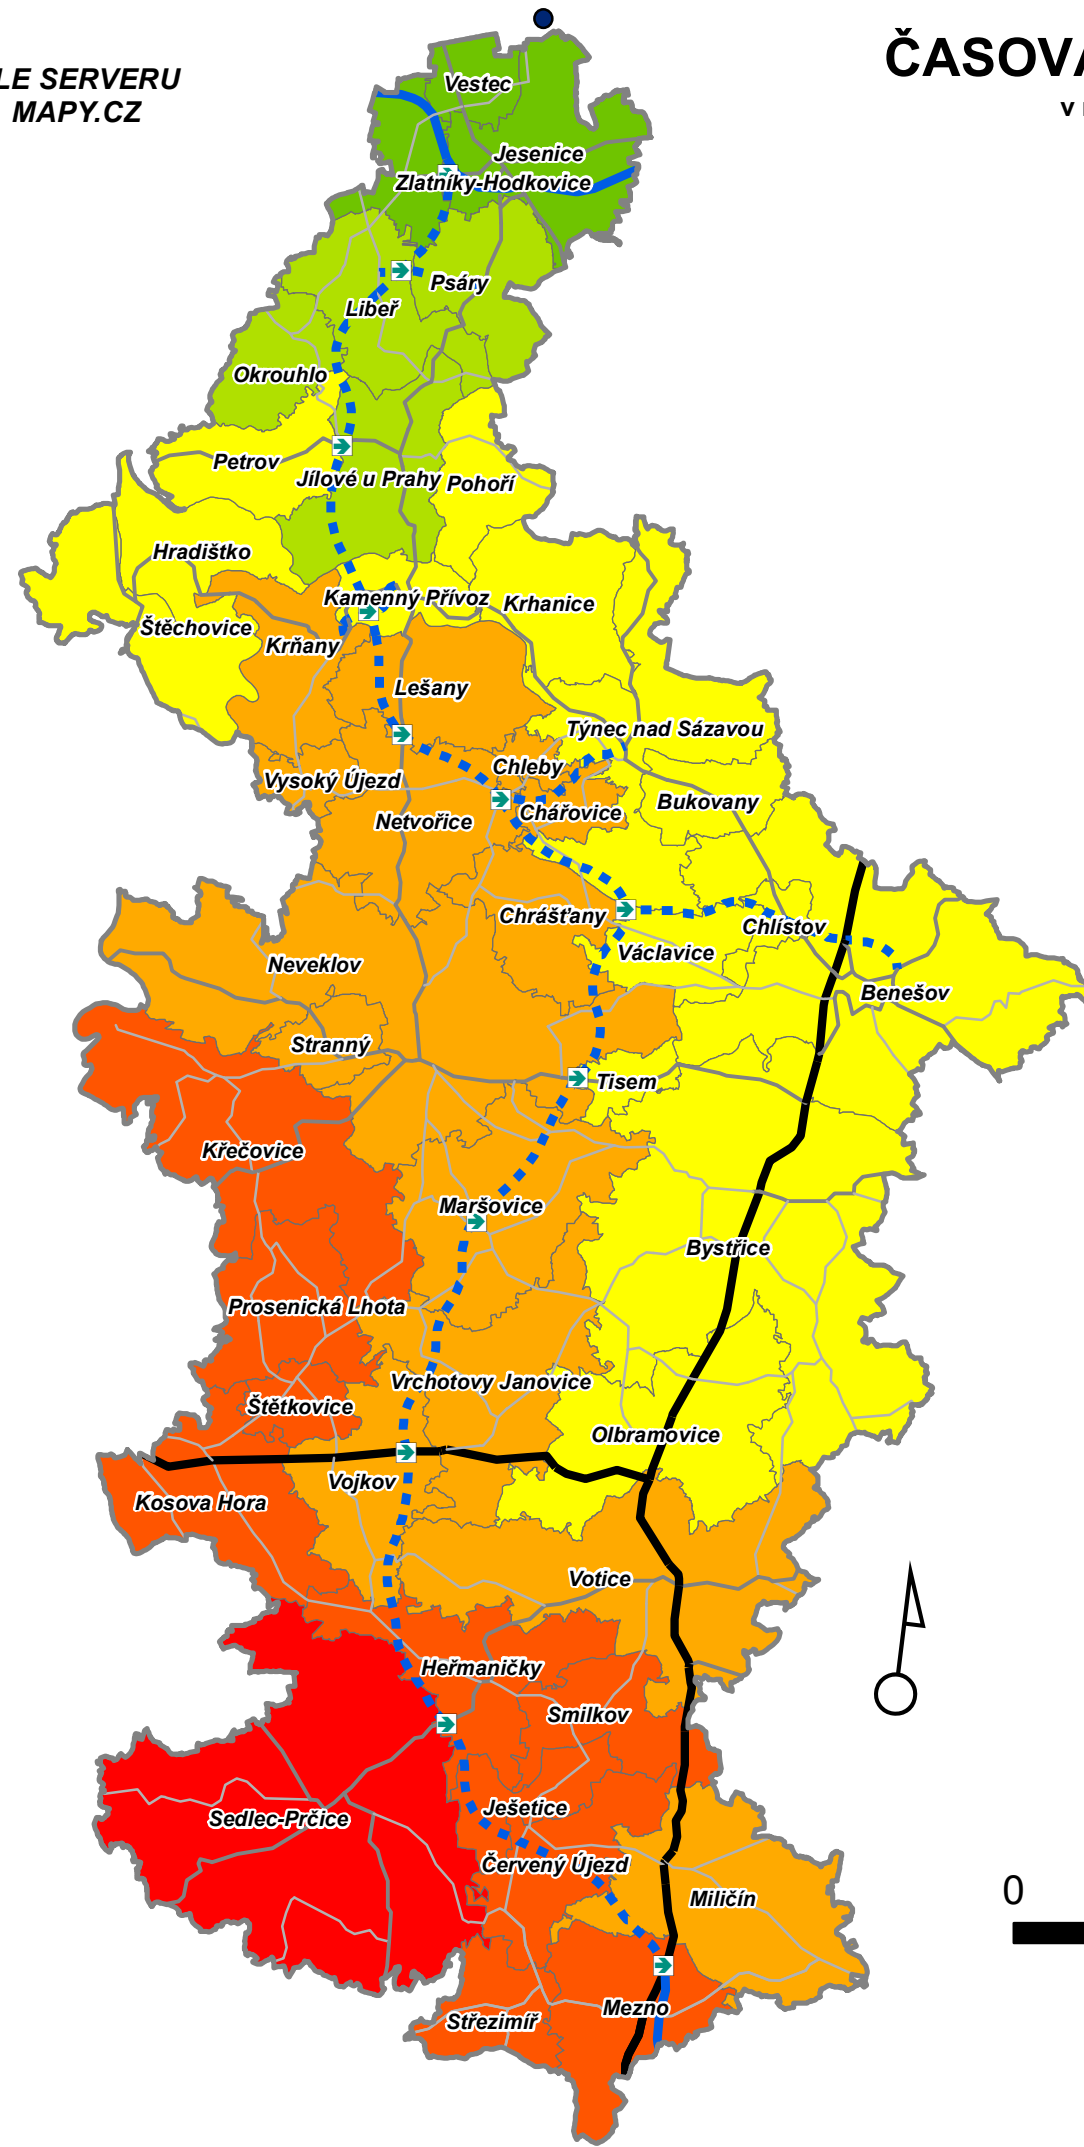 ČASOVÁ
LE SERVERU
MAPY.CZ
Vestec
Jesenice
Zlatníky-Hodkovice
Psáry
Libeř
Okrouhlo
Petrov
Jílové u Prahy
Pohoří
Hradištko
Kamenný Přívoz
Krhanice
Štěchovice
Krňany
Lešany
Týnec nad Sázavou
Chleby
Vysoký Újezd
Bukovany
Chářovice
Netvořice
Chrášťany
Chlístov
Václavice
Neveklov
Benešov
Stranný
Tisem
Křečovice
Maršovice
Bystřice
Prosenická Lhota
Vrchotovy Janovice
Štětkovice
Olbramovice
Vojkov
Kosova Hora
Votice
Heřmaničky
Smilkov
Ješetice
Sedlec-Prčice
Červený Újezd
Miličín
0
Mezno
Střezimíř